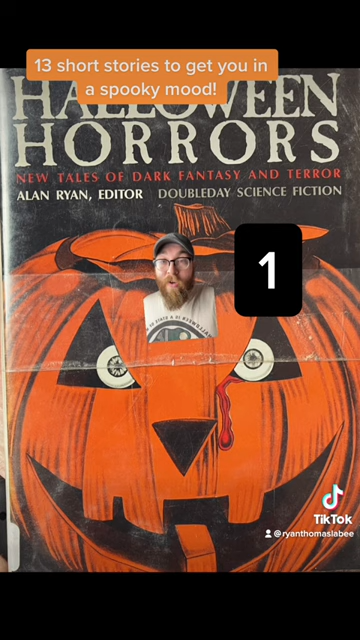 13 short stories to get you in
a spooky mood!
HALLOWEEN
HORRORS
NEW TALES OF DARK FANTASY AND TERROR
ALAN RYAN, EDITOR DOUBLEDAY SCIENCE FICTION
1
TikTok
@ryanthomaslabee